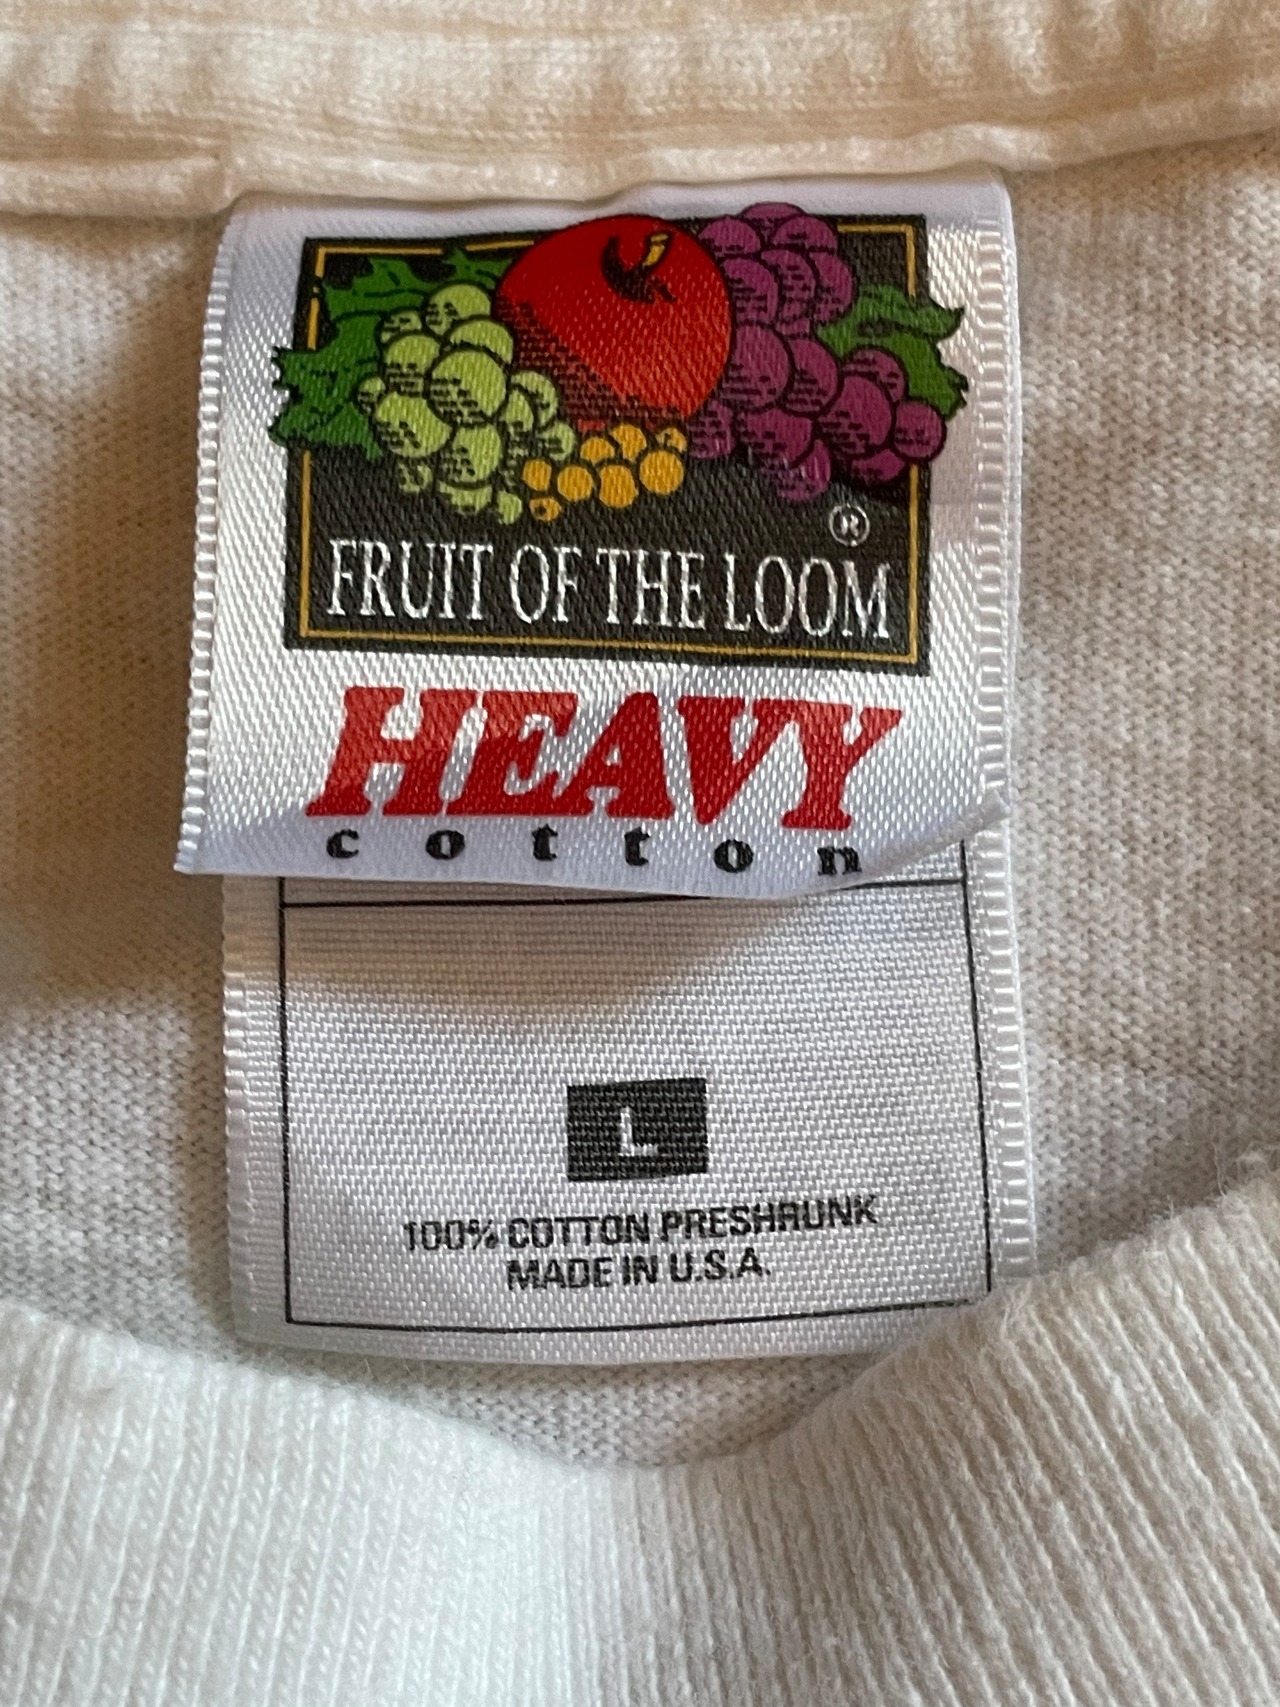 ®
FRUIT OF THE LOOM
HEAVY
cotton
L
100% COTTON PRESHRUNK
MADE IN U.S.A.